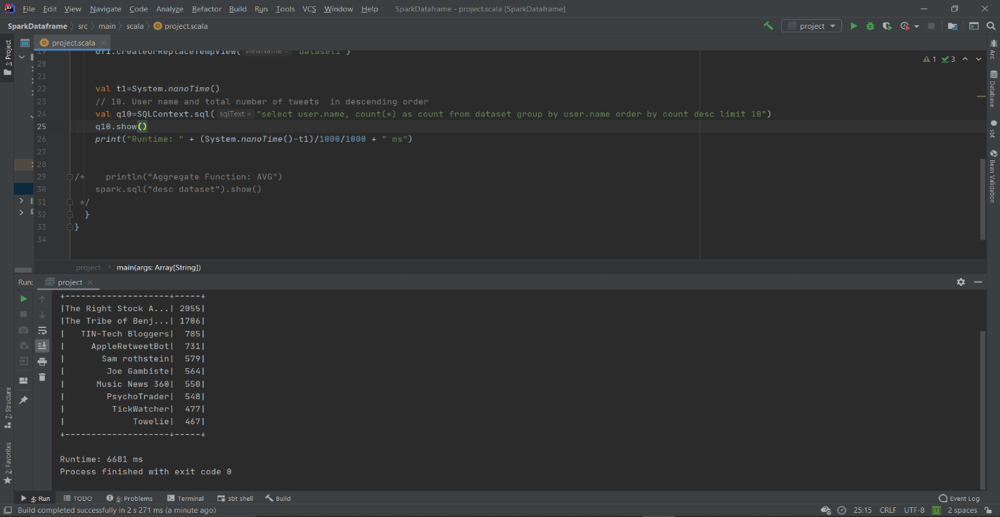 File Edit View Navigate Code Analyze Refactor Build Run Tools VCS Window Help SparkDataframe - project.scala [SparkDataframe]
SparkDataframe src main scala project.scala project
1: Project project.scala
19 df1.createOrReplaceTempView( viewName = "dataset1")
1 3
20
21
22 val t1=System.nanoTime()
23 // 10. User name and total number of tweets  in descending order
24 val q10=SQLContext.sql( sqlText = "select user.name, count(*) as count from dataset group by user.name order by count desc limit 10")
25 q10.show()
26 print("Runtime: " + (System.nanoTime()-t1)/1000/1000 + " ms")
27
28
29 /*    println("Aggregate Function: AVG")
30 spark.sql("desc dataset").show()
31 */
32 }
33 }
34
Ant
Database
sbt
Bean Validation
project main(args: Array[String])
Run: project
+--------------------+-----+
|The Right Stock A...| 2055|
|The Tribe of Benj...| 1706|
|   TIN-Tech Bloggers|  785|
|     AppleRetweetBot|  731|
|       Sam rothstein|  579|
|        Joe Gambiste|  564|
|      Music News 360|  550|
|        PsychoTrader|  548|
|         TickWatcher|  477|
|             Towelie|  467|
+--------------------+-----+
Runtime: 6681 ms
Process finished with exit code 0
Z: Structure
2: Favorites
4: Run TODO 6: Problems Terminal sbt shell Build Event Log
Build completed successfully in 2 s 271 ms (a minute ago) 25:15 CRLF UTF-8 2 spaces